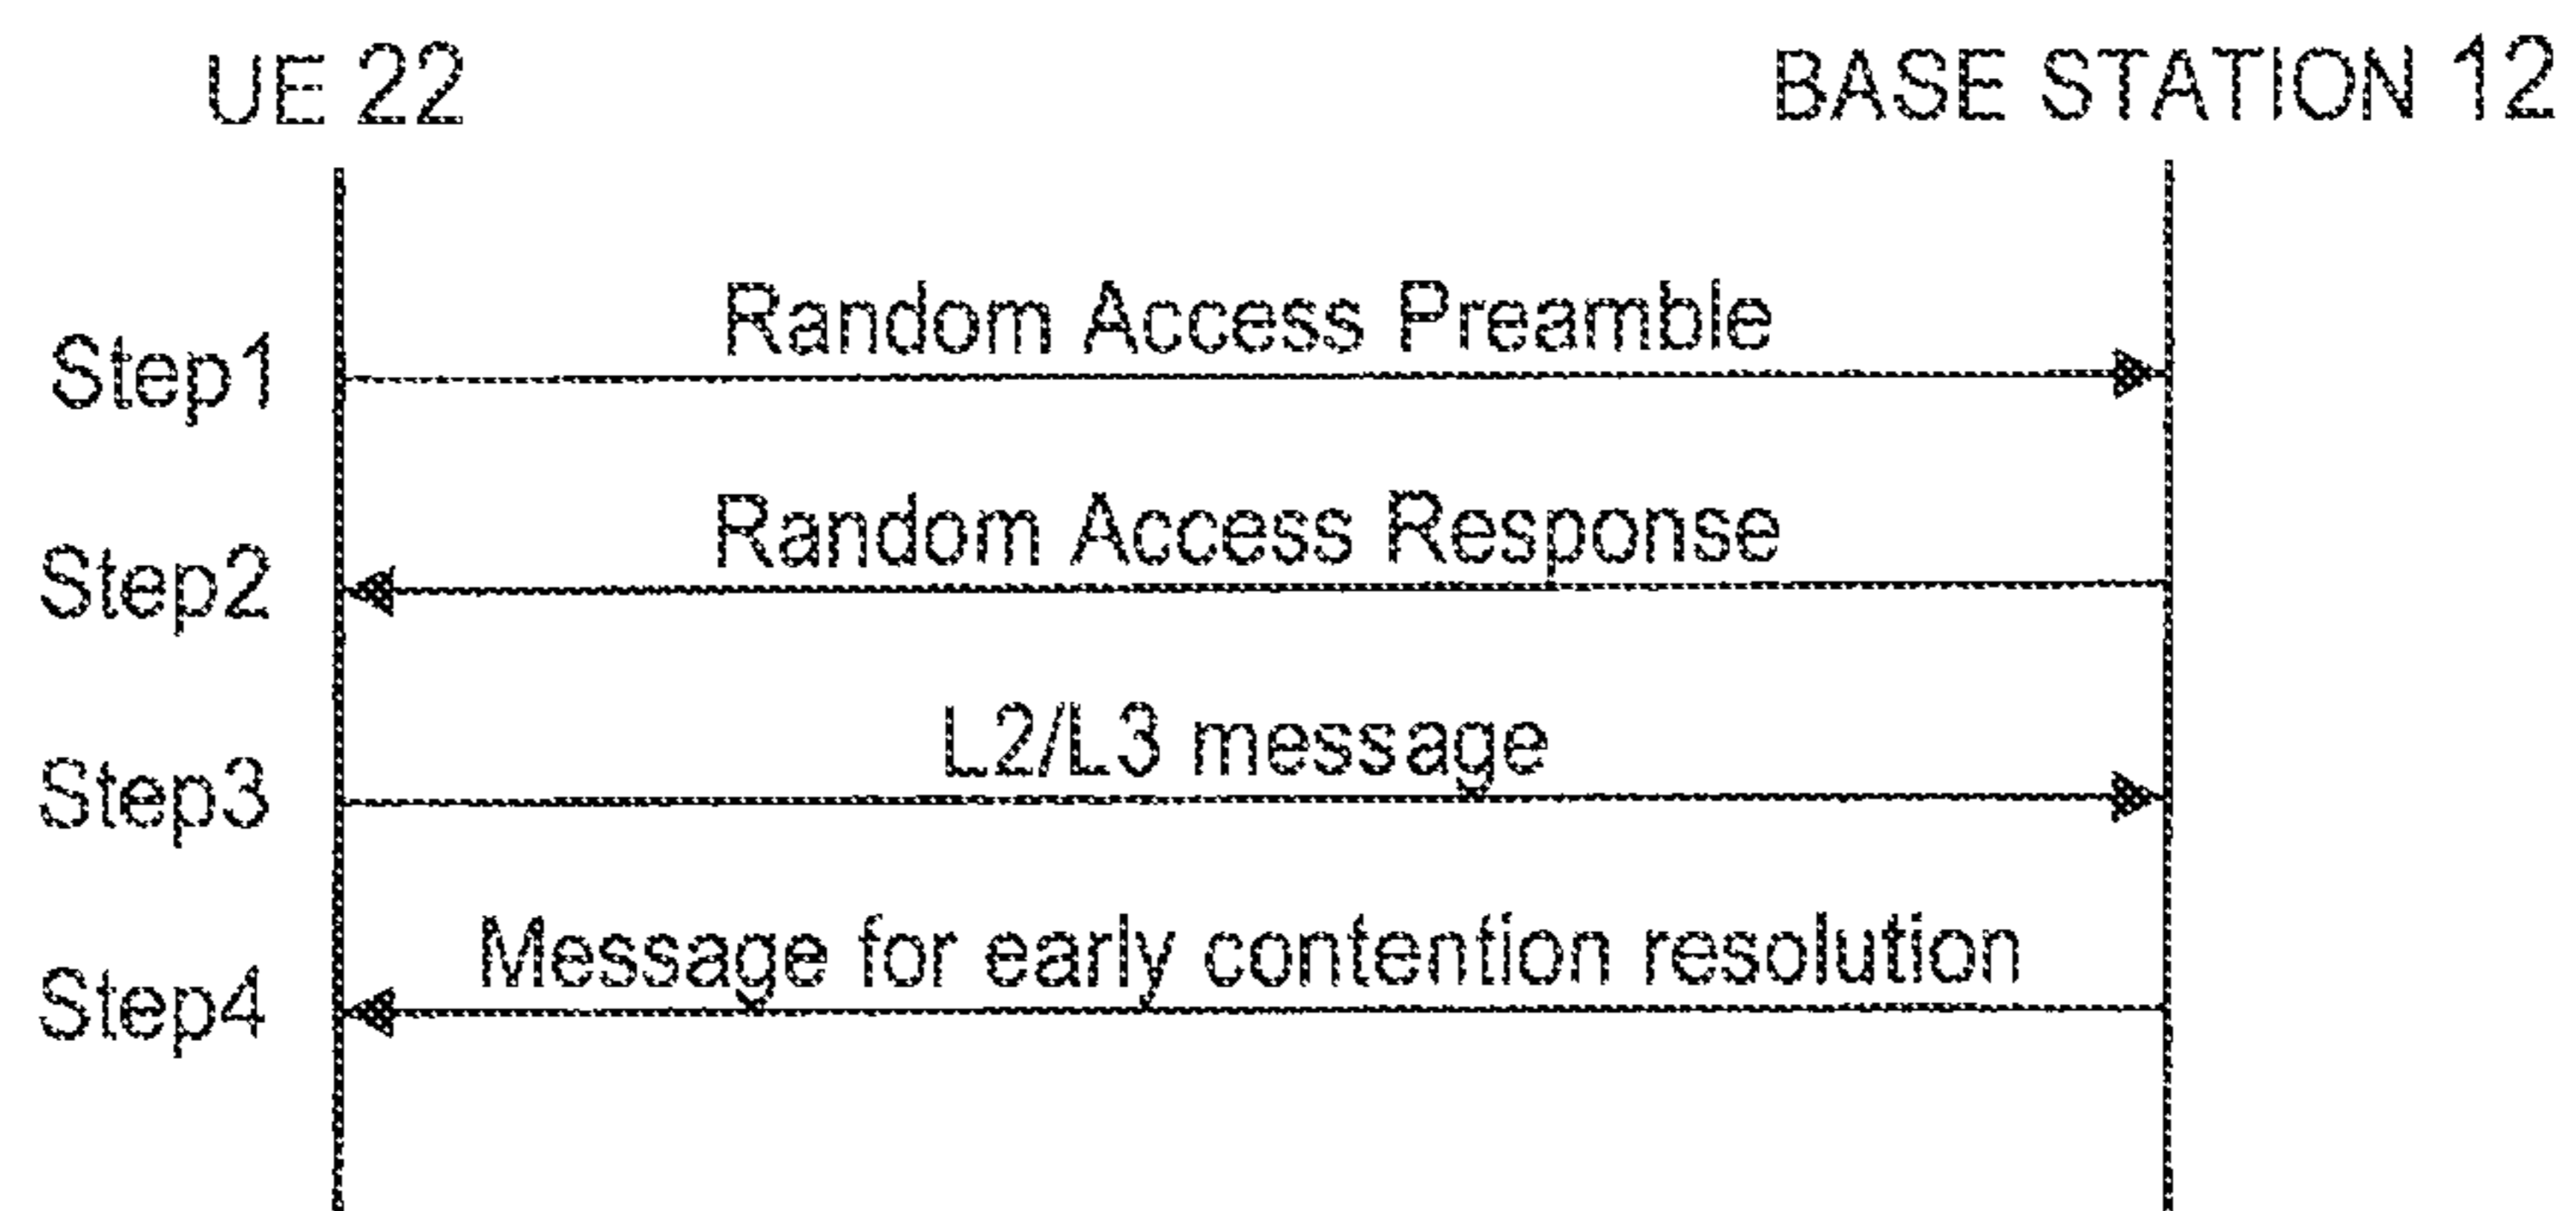 UE 22
BASE STATION 12
Random Access Preamble
Step1
Random Access Response
Step2
L2/L3 message
Step3
Message for early contention resolution
Step4